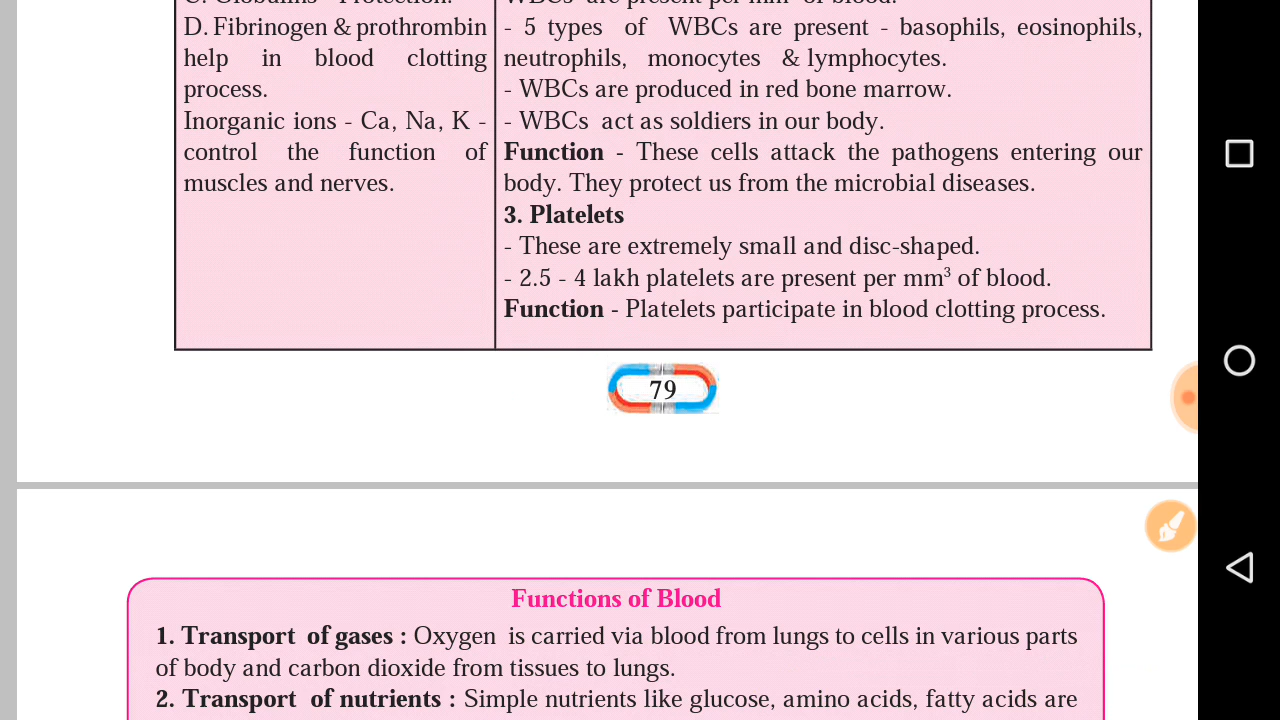 D. Fibrinogen & prothrombin
help in blood clotting
process.
Inorganic ions - Ca, Na, K -
control the function of
muscles and nerves.
- 5 types of WBCs are present - basophils, eosinophils,
neutrophils, monocytes & lymphocytes.
- WBCs are produced in red bone marrow.
- WBCs act as soldiers in our body.
Function - These cells attack the pathogens entering our
body. They protect us from the microbial diseases.
3. Platelets
- These are extremely small and disc-shaped.
- 2.5 - 4 lakh platelets are present per mm³ of blood.
Function - Platelets participate in blood clotting process.
79
Functions of Blood
1. Transport of gases : Oxygen is carried via blood from lungs to cells in various parts
of body and carbon dioxide from tissues to lungs.
2. Transport of nutrients : Simple nutrients like glucose, amino acids, fatty acids are